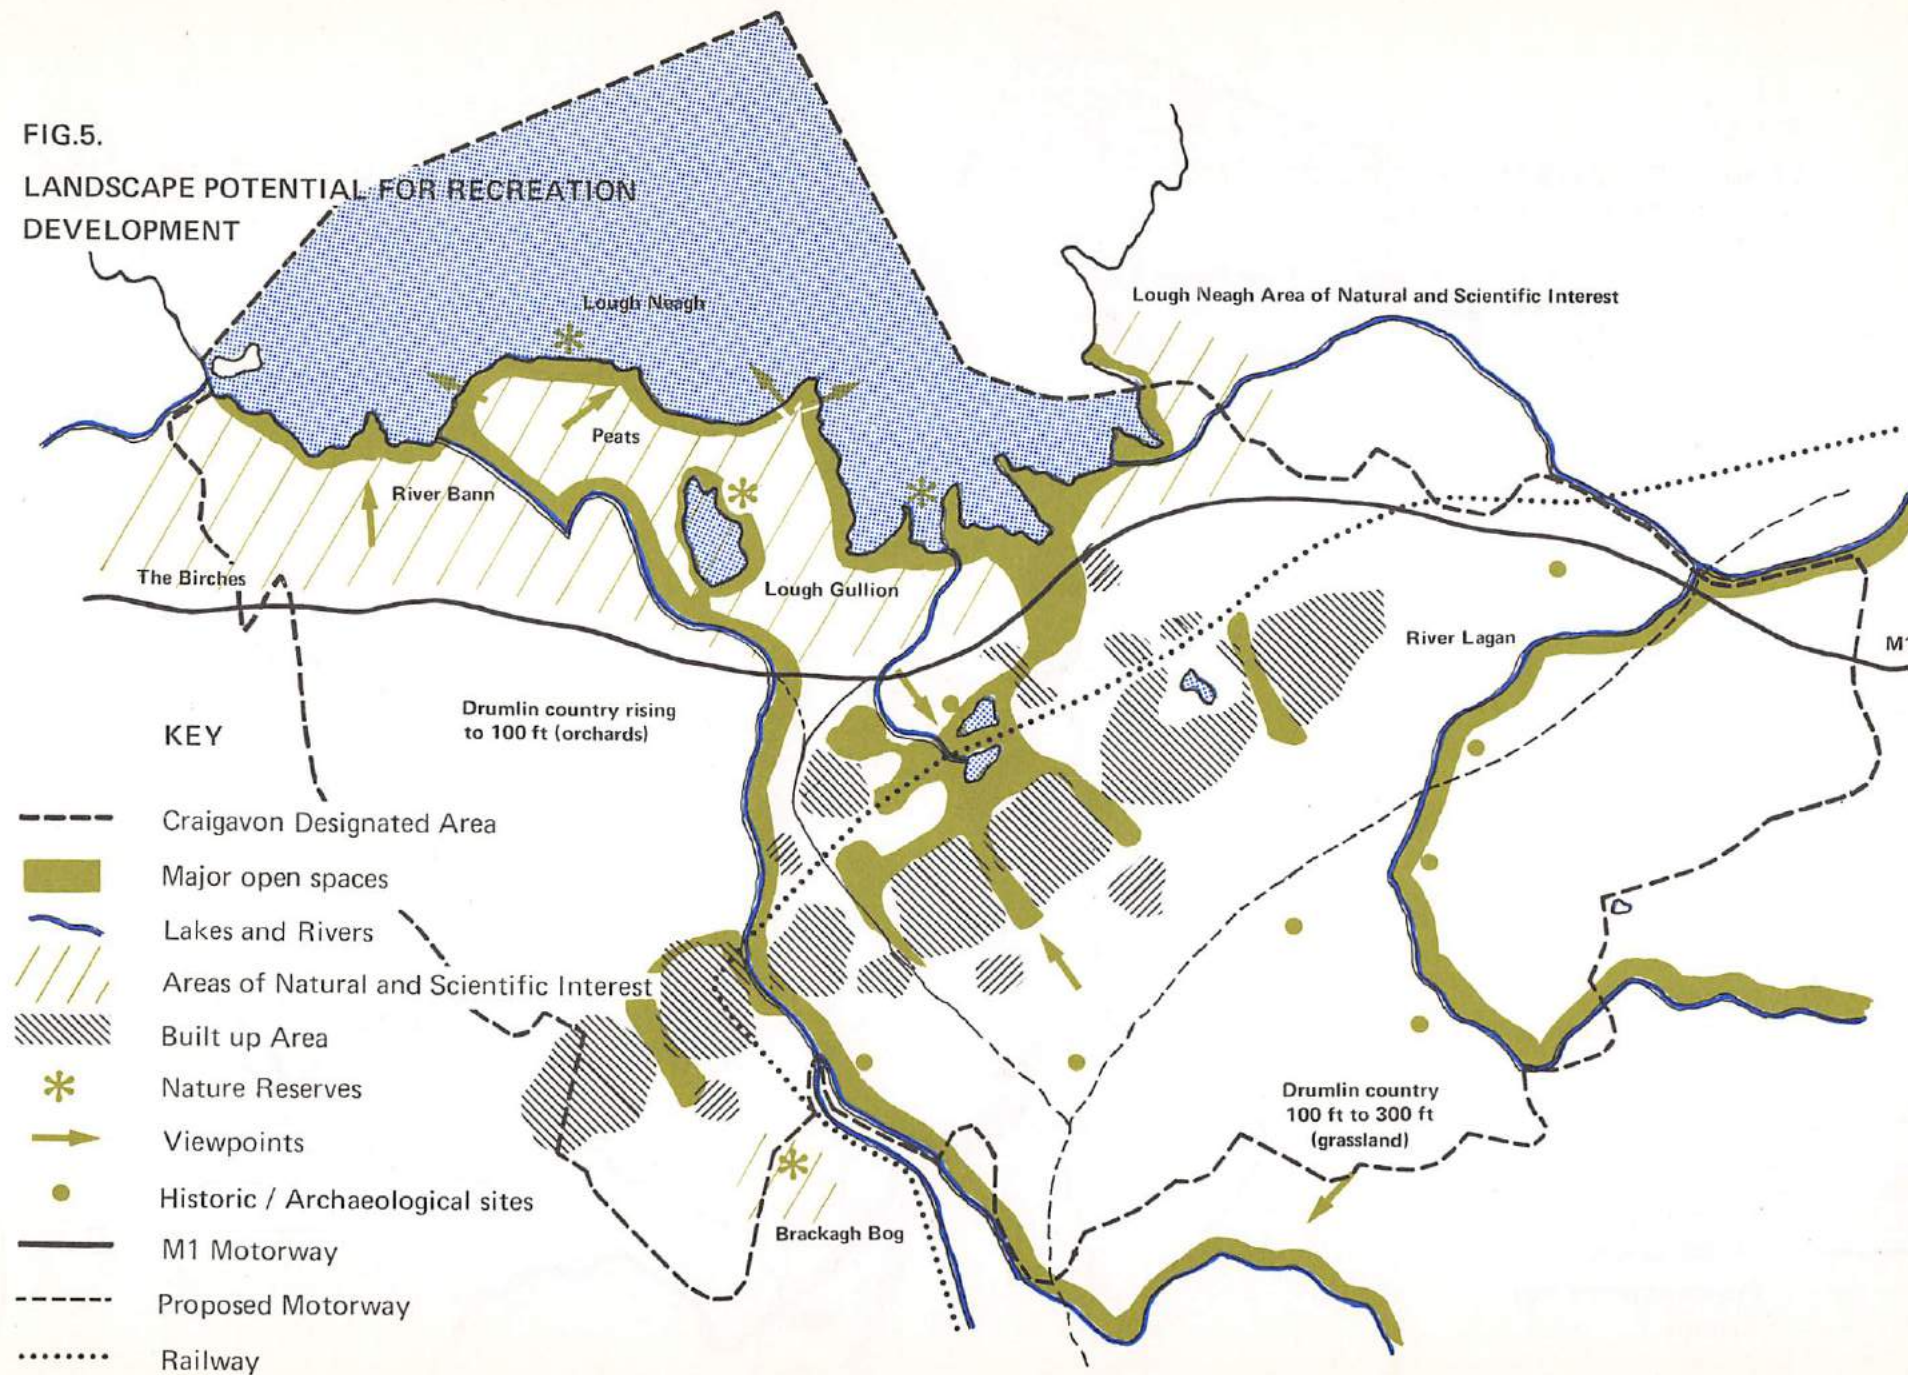 FIG.5.
LANDSCAPE POTENTIAL FOR RECREATION
DEVELOPMENT
Lough Neagh
Lough Neagh Area of Natural and Scientific Interest
Peats
River Bann
The Birches
Lough Gullion
River Lagan
M1
Drumlin country rising
to 100 ft (orchards)
KEY
Craigavon Designated Area
Major open spaces
Lakes and Rivers
Areas of Natural and Scientific Interest
Built up Area
Nature Reserves
Viewpoints
Historic / Archaeological sites
M1 Motorway
Proposed Motorway
Railway
Drumlin country
100 ft to 300 ft
(grassland)
Brackagh Bog